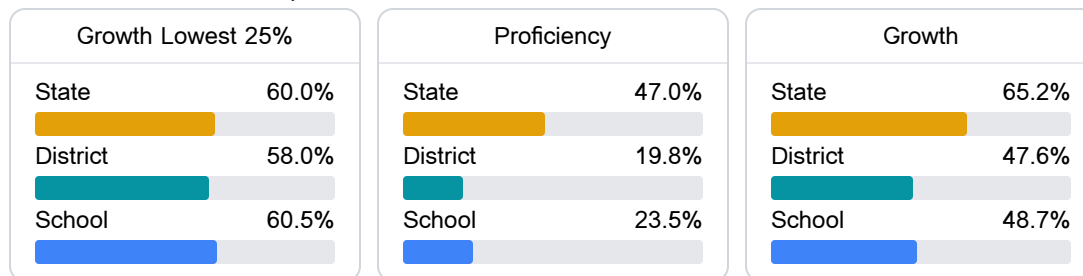 Growth Lowest 25%
State 60.0%
District 58.0%
School 60.5%
Proficiency
State 47.0%
District 19.8%
School 23.5%
Growth
State 65.2%
District 47.6%
School 48.7%